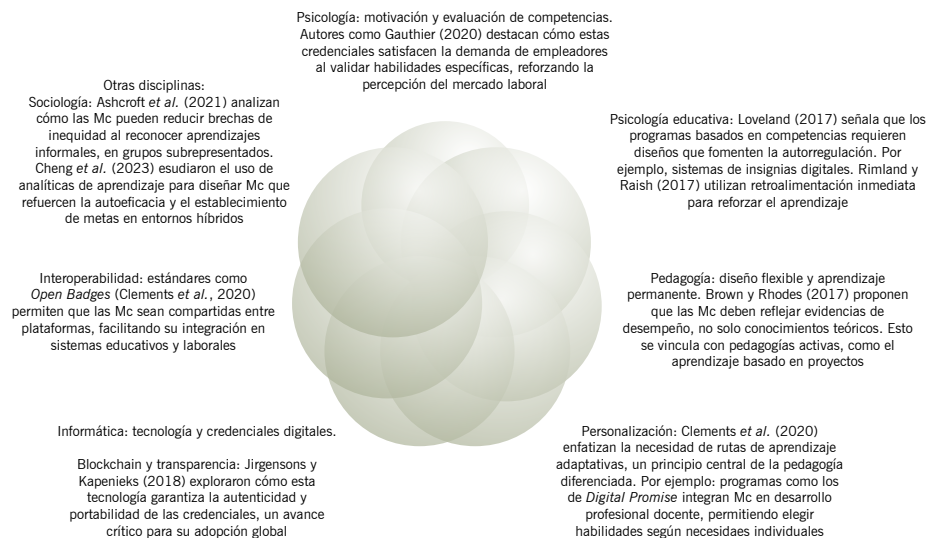 Psicología: motivación y evaluación de competencias.
Autores como Gauthier (2020) destacan cómo estas
credenciales satisfacen la demanda de empleadores
al validar habilidades específicas, reforzando la
percepción del mercado laboral
Psicología educativa: Loveland (2017) señala que los
programas basados en competencias requieren
diseños que fomenten la autorregulación. Por
ejemplo, sistemas de insignias digitales. Rimland y
Raish (2017) utilizan retroalimentación inmediata
para reforzar el aprendizaje
Pedagogía: diseño flexible y aprendizaje
permanente. Brown y Rhodes (2017) proponen
que las Mc deben reflejar evidencias de
desempeño, no solo conocimientos teóricos. Esto
se vincula con pedagogías activas, como el
aprendizaje basado en proyectos
Personalización: Clements et al. (2020)
enfatizan la necesidad de rutas de aprendizaje
adaptativas, un principio central de la pedagogía
diferenciada. Por ejemplo: programas como los
de Digital Promise integran Mc en desarrollo
profesional docente, permitiendo elegir
habilidades según necesidaes individuales
Informática: tecnología y credenciales digitales.
Blockchain y transparencia: Jirgensons y
Kapenieks (2018) exploraron cómo esta
tecnología garantiza la autenticidad y
portabilidad de las credenciales, un avance
crítico para su adopción global
Interoperabilidad: estándares como
Open Badges (Clements et al., 2020)
permiten que las Mc sean compartidas entre
plataformas, facilitando su integración en
sistemas educativos y laborales
Otras disciplinas:
Sociología: Ashcroft et al. (2021) analizan
cómo las Mc pueden reducir brechas de
inequidad al reconocer aprendizajes
informales, en grupos subrepresentados.
Cheng et al. (2023) esudiaron el uso de
analíticas de aprendizaje para diseñar Mc que
refuercen la autoeficacia y el establecimiento
de metas en entornos híbridos